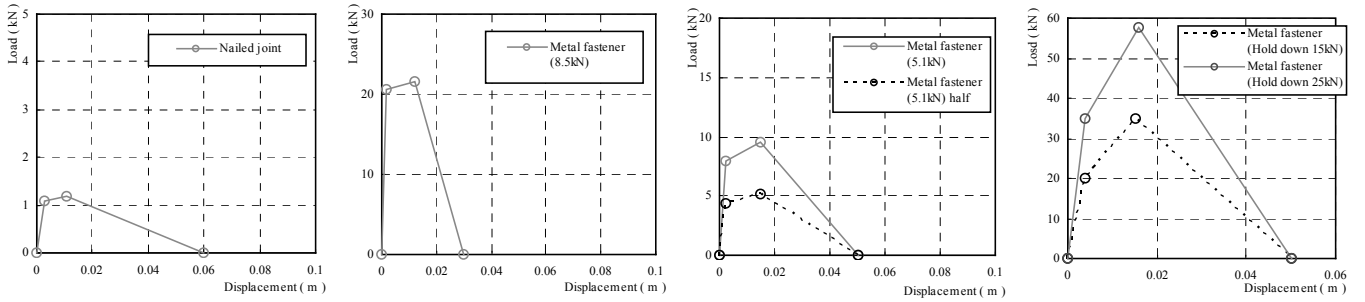 Load ( kN )
5
4
3
2
1
0
Nailed joint
0 0.02 0.04 0.06 0.08 0.1
Displacement ( m )
Load ( kN )
30
20
10
0
Metal fastener
(8.5kN)
0 0.02 0.04 0.06 0.08 0.1
Displacement ( m )
Load ( kN )
20
15
10
5
0
Metal fastener
(5.1kN)
Metal fastener
(5.1kN) half
0 0.02 0.04 0.06 0.08 0.1
Displacement ( m )
Load ( kN )
60
50
40
30
20
10
0
Metal fastener
(Hold down 15kN)
Metal fastener
(Hold down 25kN)
0 0.02 0.04 0.06
Displacement ( m )